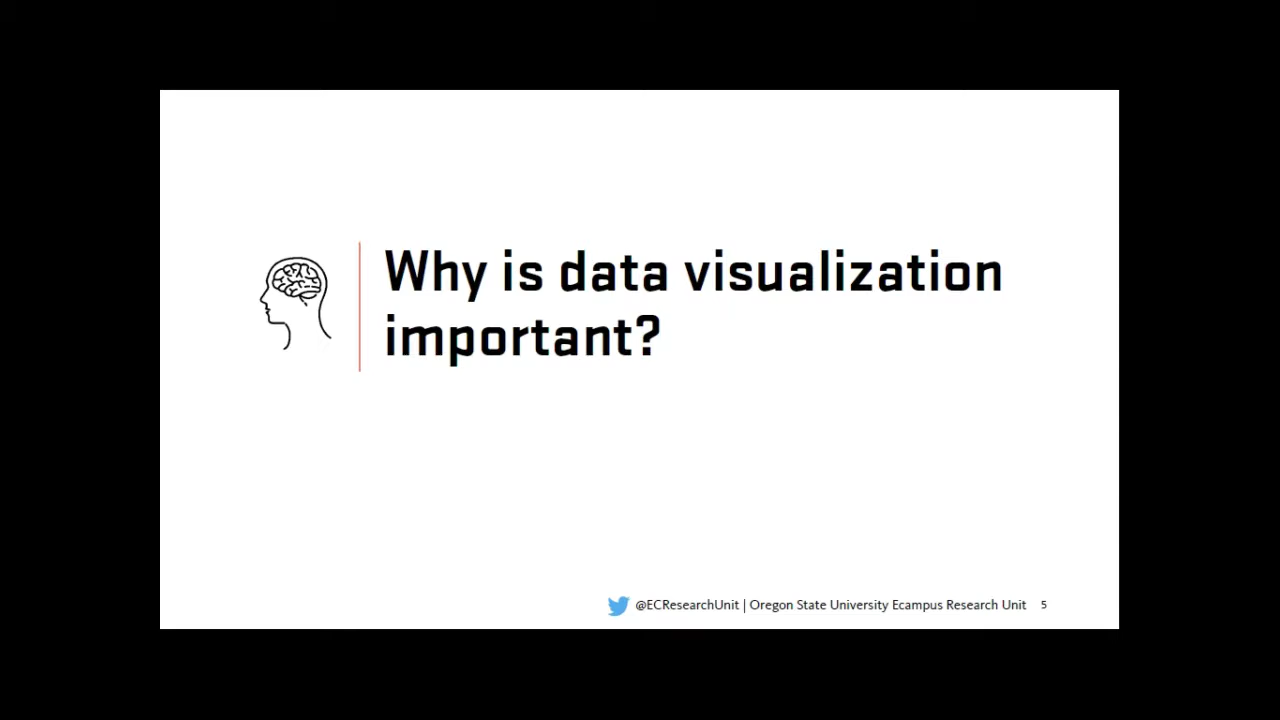 Why is data visualization
important?
@ECResearchUnit | Oregon State University Ecampus Research Unit 5